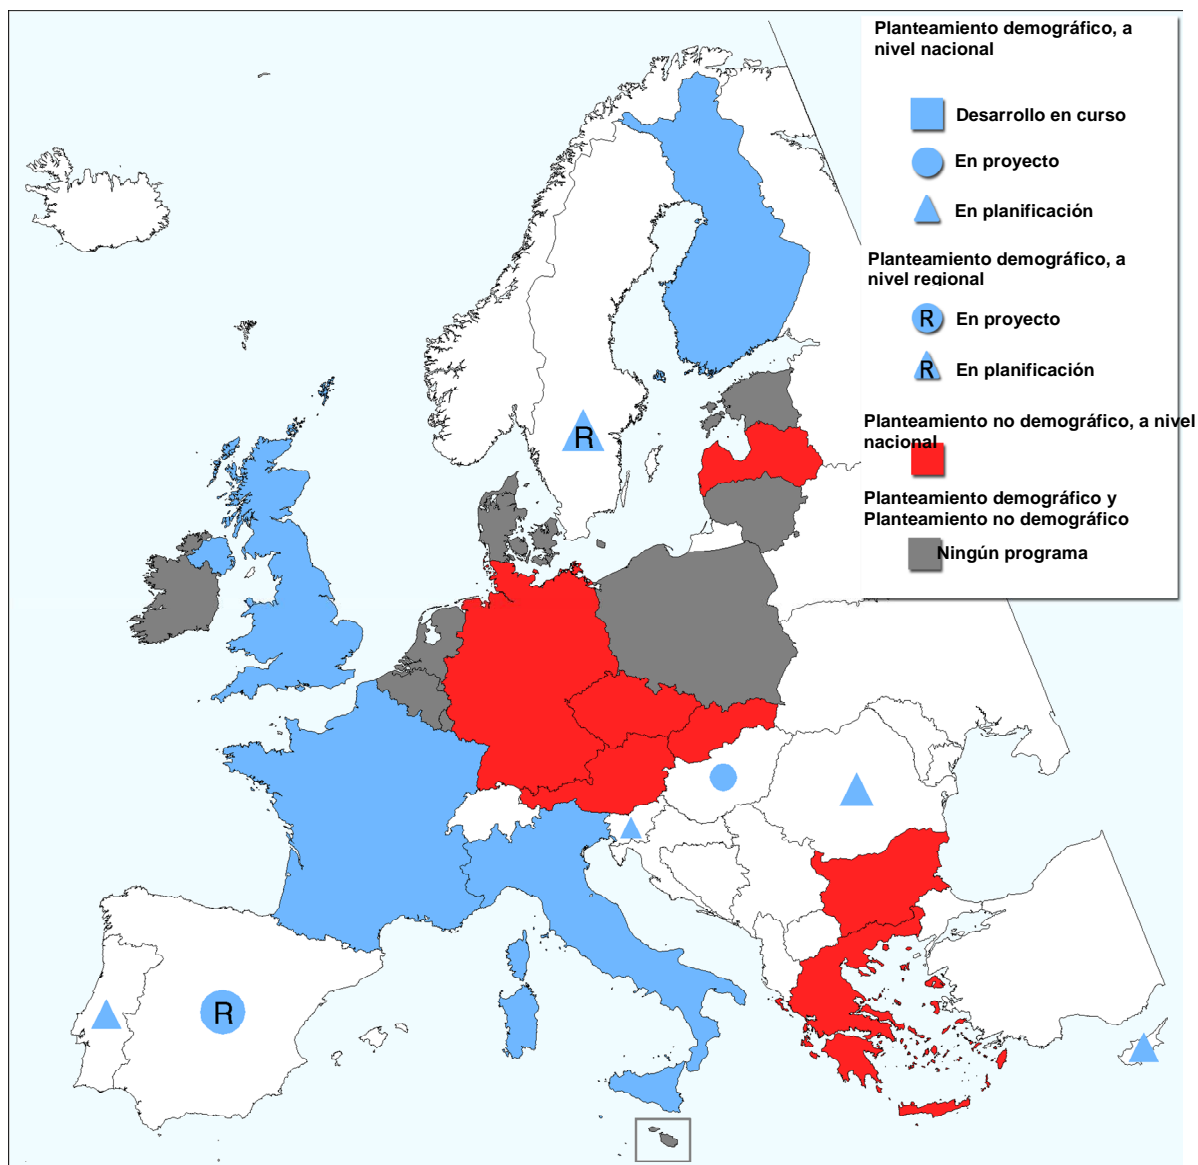 Planteamiento demográfico, a
nivel nacional
Desarrollo en curso
En proyecto
En planificación
Planteamiento demográfico, a
nivel regional
R En proyecto
R En planificación
Planteamiento no demográfico, a nivel
nacional
Planteamiento demográfico y
Planteamiento no demográfico
Ningún programa
R
R